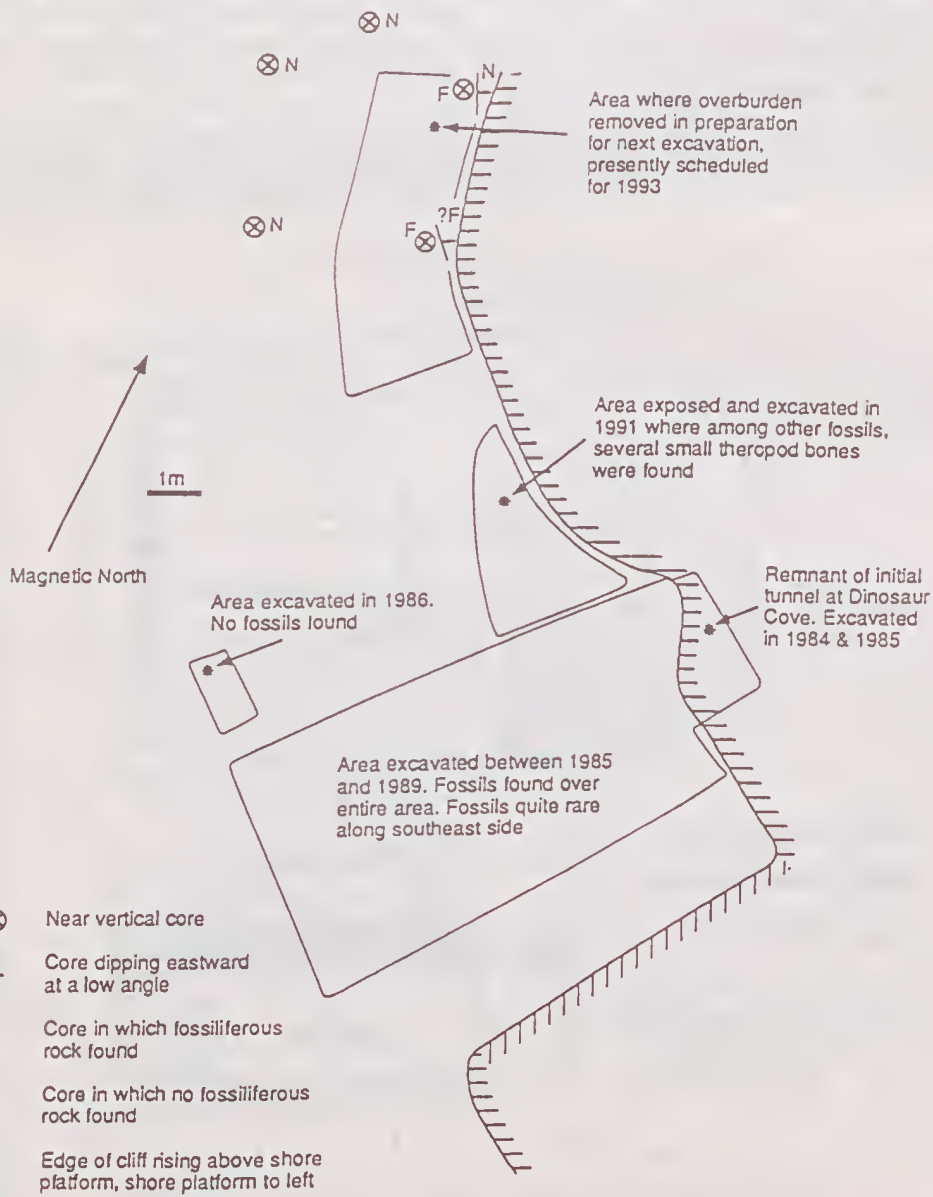 N
N
N
F
Area where overburden
removed in preparation
for next excavation,
presently scheduled
for 1993
N
F
?F
Area exposed and excavated in
1991 where among other fossils,
several small theropod bones
were found
1m
Magnetic North
Area excavated in 1986.
No fossils found
Remnant of initial
tunnel at Dinosaur
Cove. Excavated
in 1984 & 1985
Area excavated between 1985
and 1989. Fossils found over
entire area. Fossils quite rare
along southeast side
Near vertical core
Core dipping eastward
at a low angle
Core in which fossiliferous
rock found
Core in which no fossiliferous
rock found
Edge of cliff rising above shore
platform, shore platform to left